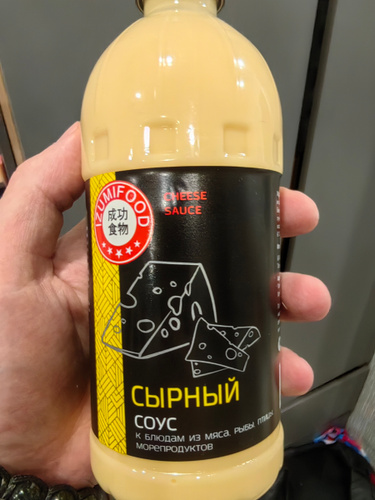 IZUMIFOOD
成功
食物
CHEESE
SAUCE
СЫРНЫЙ
СОУС
К БЛЮДАМ ИЗ МЯСА, РЫБЫ, ПТИЦЫ,
МОРЕПРОДУКТОВ